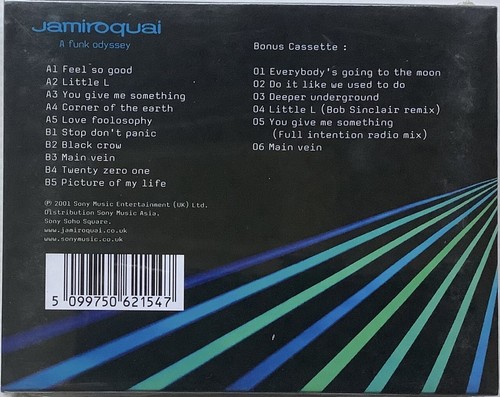 Jamiroquai
A funk odyssey
A1 Feel so good
A2 Little L
A3 You give me something
A4 Corner of the earth
A5 Love foolosophy
B1 Stop don't panic
B2 Black crow
B3 Main vein
B4 Twenty zero one
B5 Picture of my life
Bonus Cassette :
01 Everybody's going to the moon
02 Do it like we used to do
03 Deeper underground
04 Little L (Bob Sinclair remix)
05 You give me something
(Full intention radio mix)
06 Main vein
℗ 2001 Sony Music Entertainment (UK) Ltd.
Distribution Sony Music Asia.
Sony Soho Square.
www.jamiroquai.co.uk
www.sonymusic.co.uk
5 099750 621547